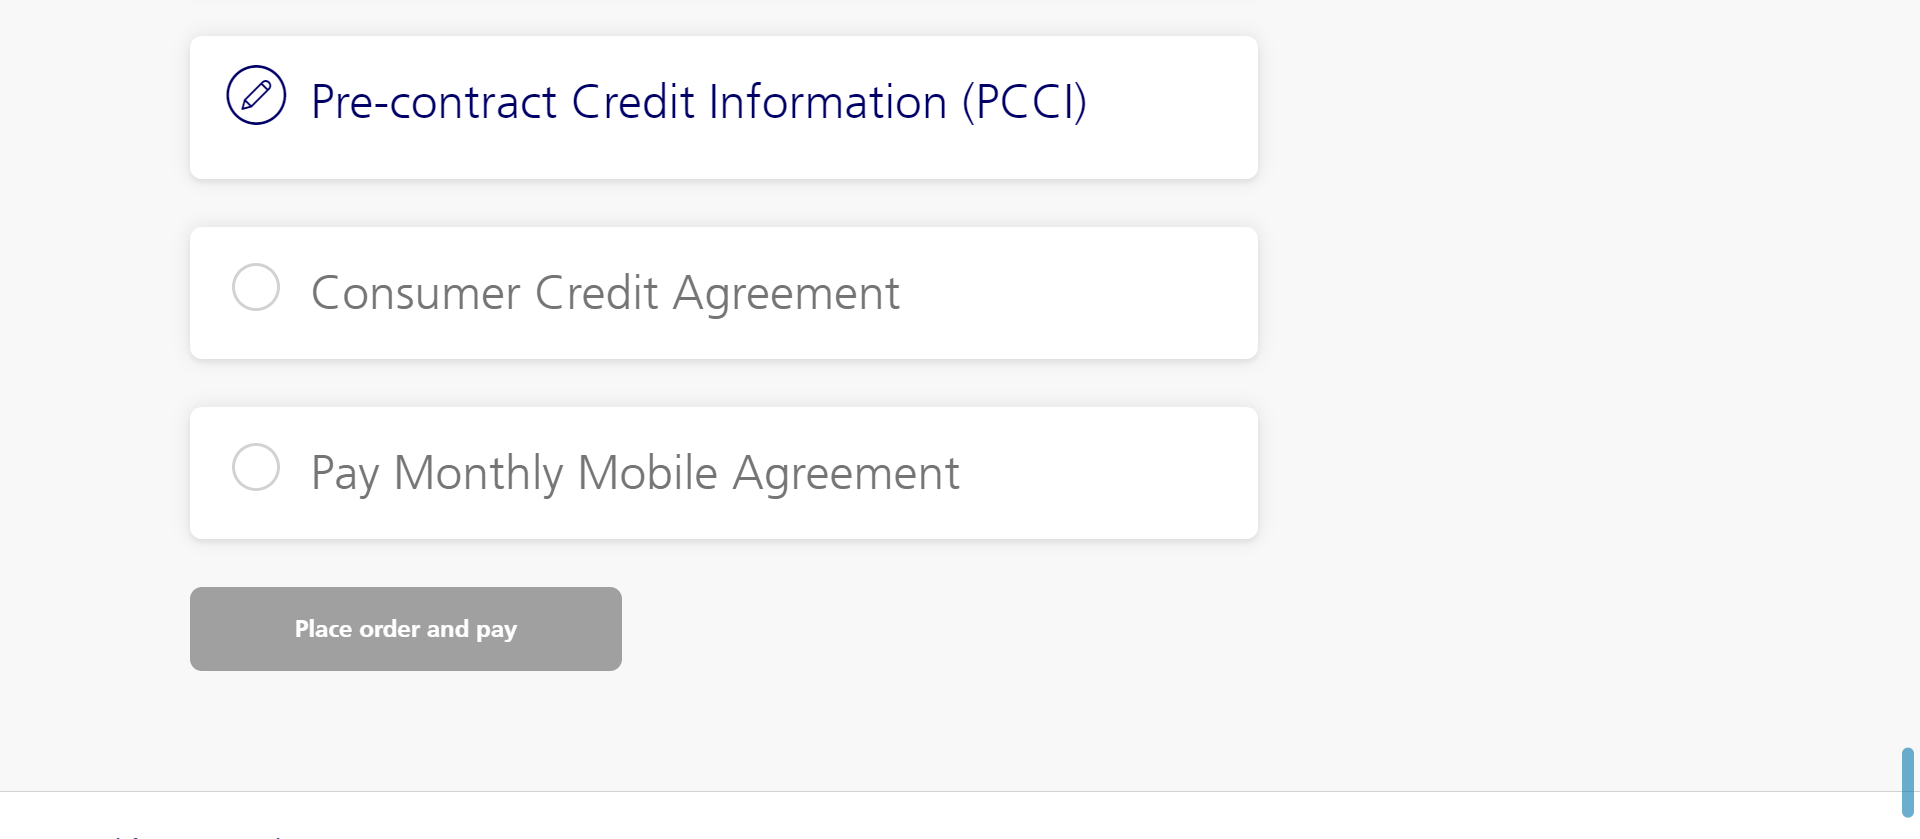 Pre-contract Credit Information (PCCI)
Consumer Credit Agreement
Pay Monthly Mobile Agreement
Place order and pay